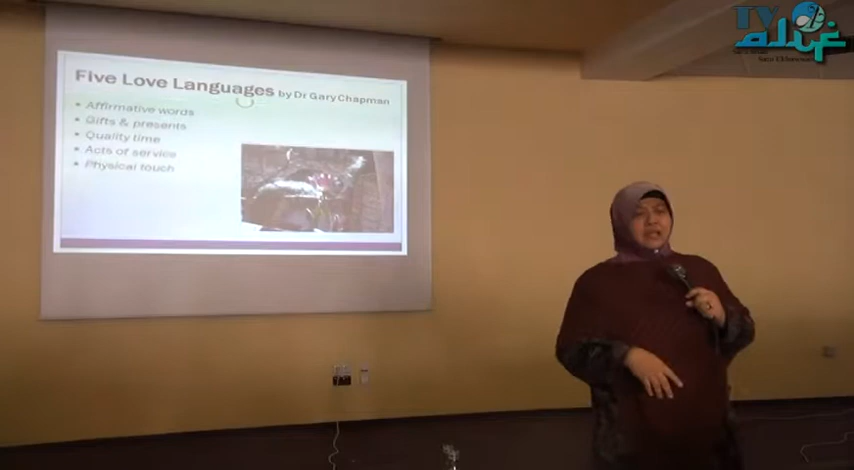 TV
Five Love Languages by Dr Gary Chapman
• Affirmative words
• Gifts & presents
• Quality time
• Acts of service
• Physical touch